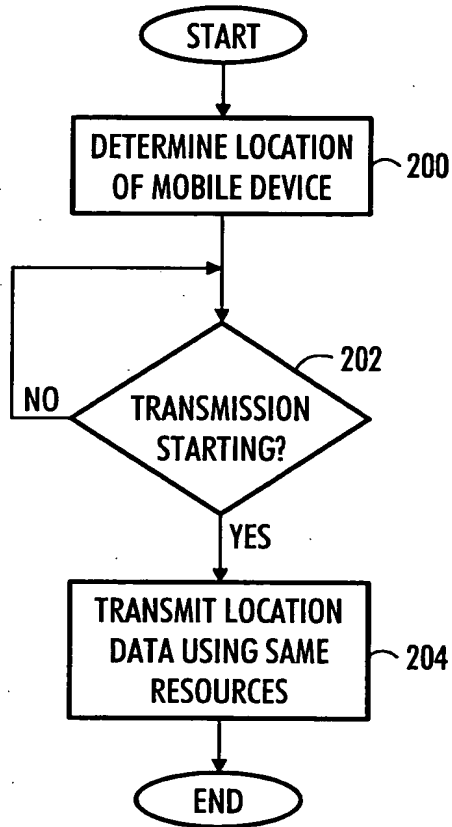 START
DETERMINE LOCATION
OF MOBILE DEVICE
200
202
NO
TRANSMISSION
STARTING?
YES
TRANSMIT LOCATION
DATA USING SAME
RESOURCES
204
END